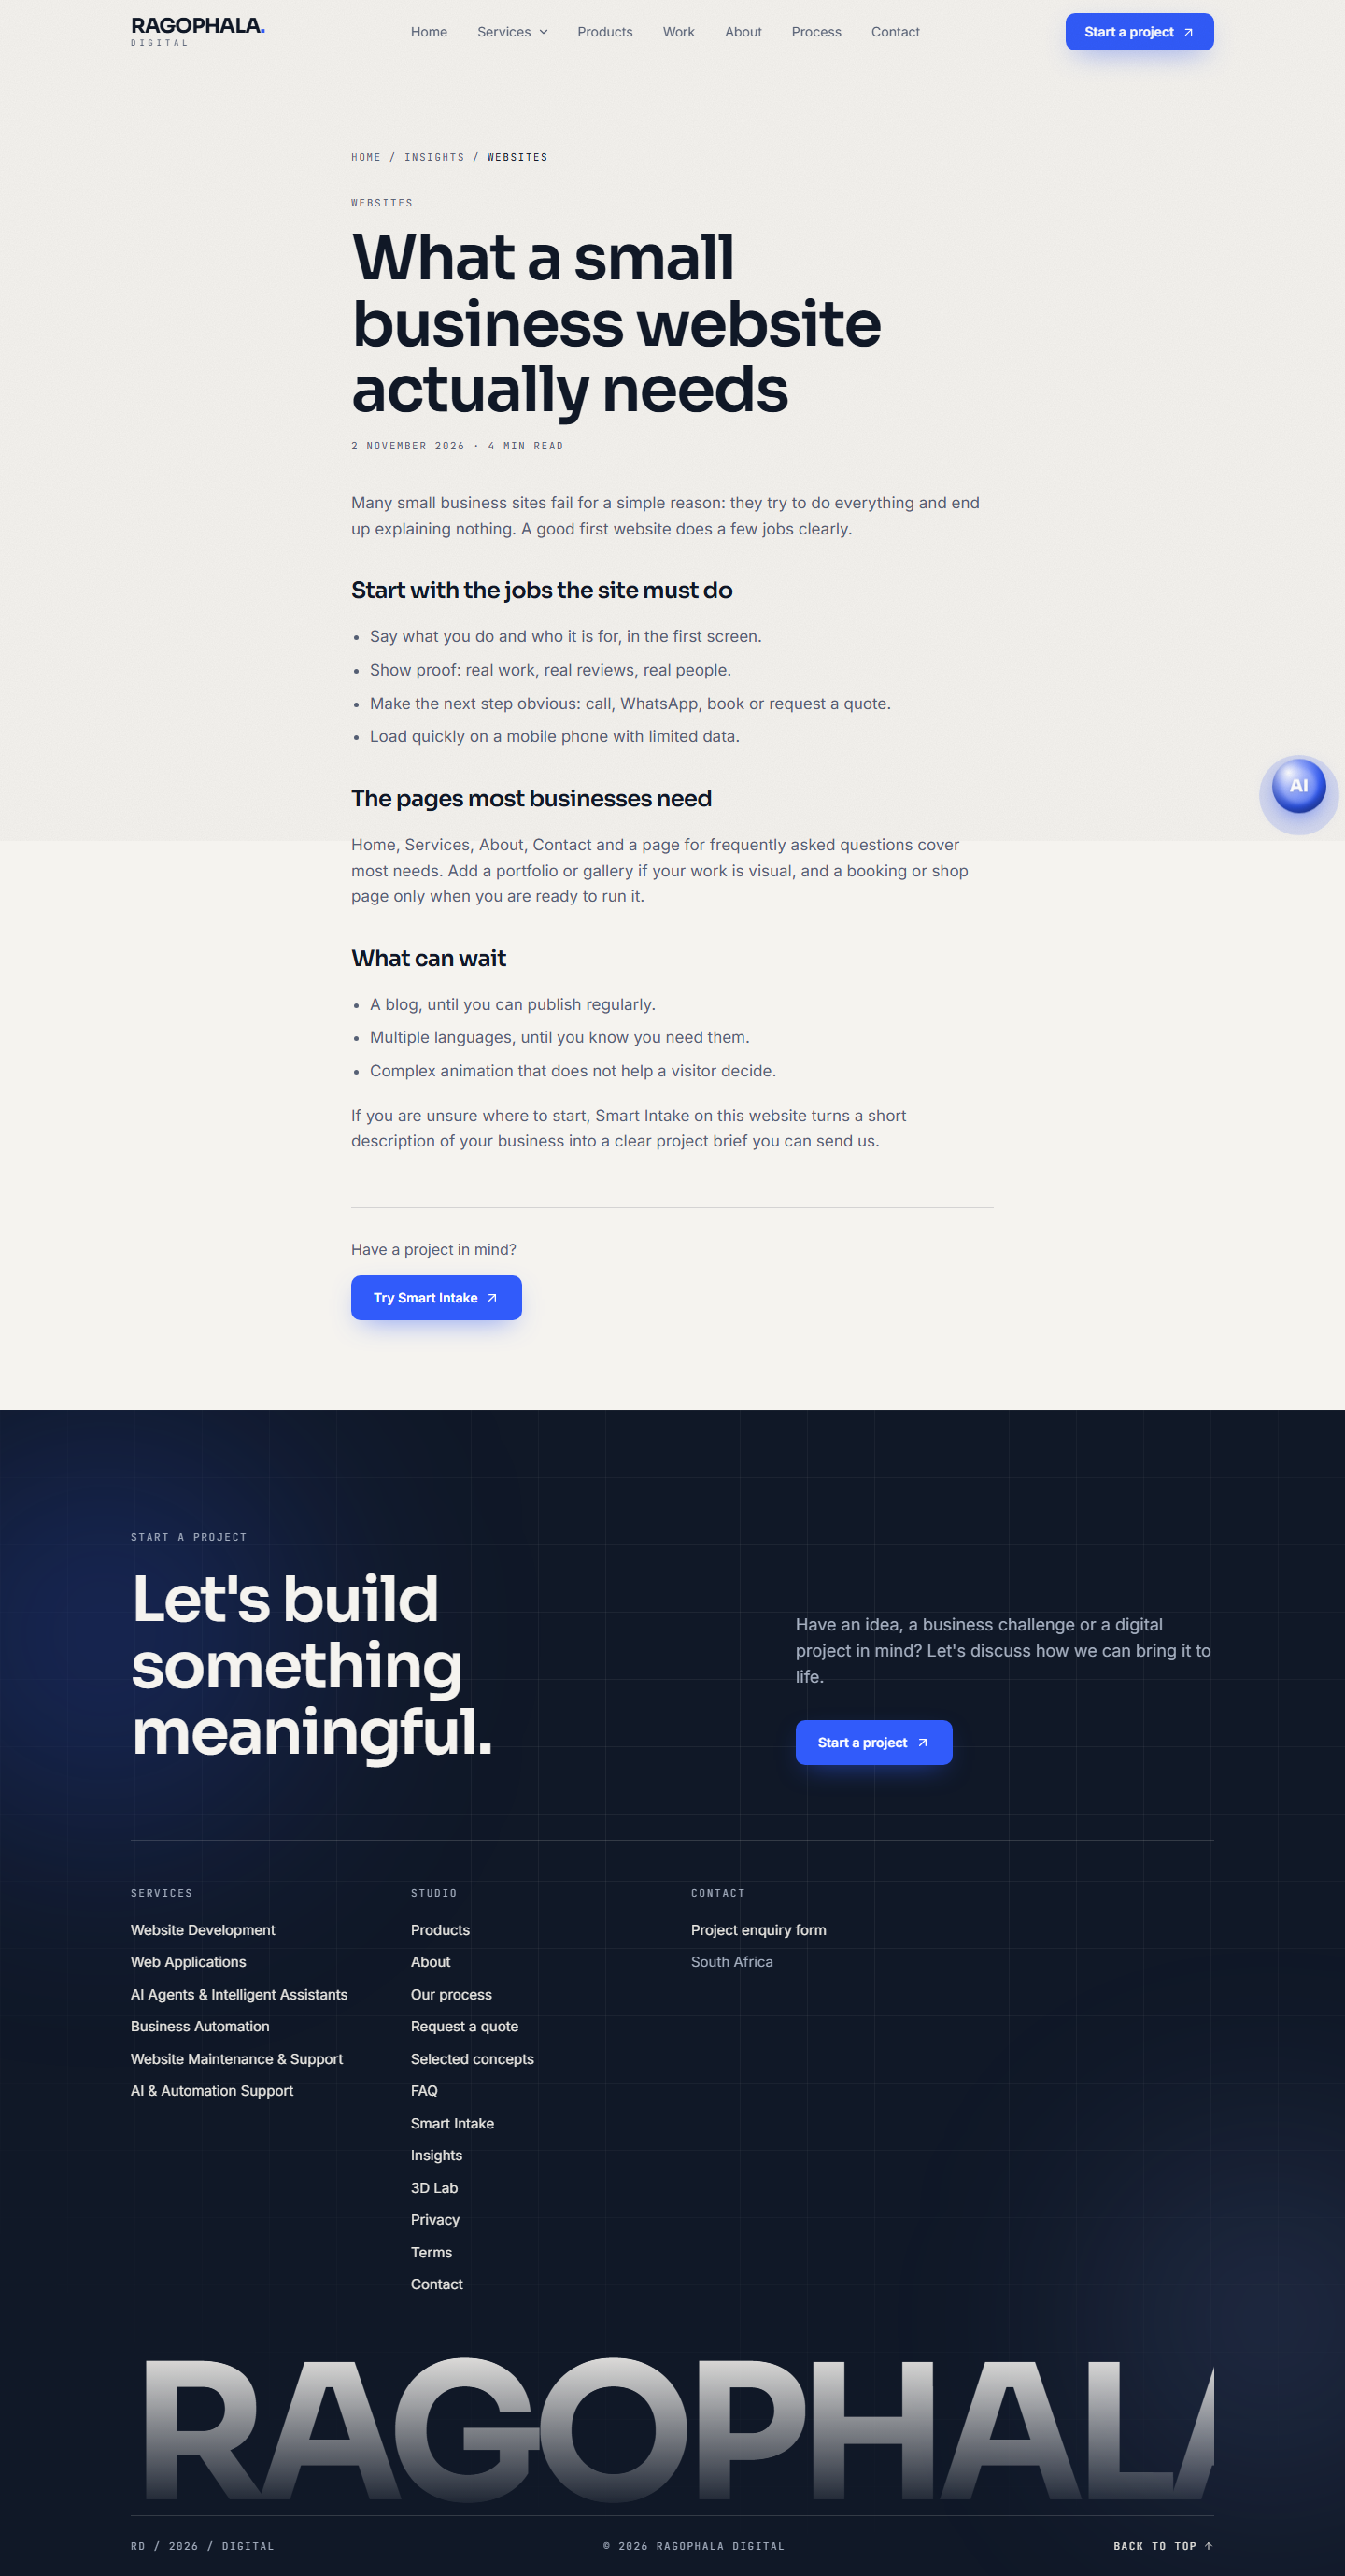 RAGOPHALA.
DIGITAL
Home
Services
Products
Work
About
Process
Contact
Start a project
HOME / INSIGHTS / WEBSITES
WEBSITES
What a small
business website
actually needs
2 NOVEMBER 2026 · 4 MIN READ
Many small business sites fail for a simple reason: they try to do everything and end
up explaining nothing. A good first website does a few jobs clearly.
Start with the jobs the site must do
• Say what you do and who it is for, in the first screen.
• Show proof: real work, real reviews, real people.
• Make the next step obvious: call, WhatsApp, book or request a quote.
• Load quickly on a mobile phone with limited data.
AI
The pages most businesses need
Home, Services, About, Contact and a page for frequently asked questions cover
most needs. Add a portfolio or gallery if your work is visual, and a booking or shop
page only when you are ready to run it.
What can wait
• A blog, until you can publish regularly.
• Multiple languages, until you know you need them.
• Complex animation that does not help a visitor decide.
If you are unsure where to start, Smart Intake on this website turns a short
description of your business into a clear project brief you can send us.
Have a project in mind?
Try Smart Intake
START A PROJECT
Let's build
something
meaningful.
Have an idea, a business challenge or a digital
project in mind? Let's discuss how we can bring it to
life.
Start a project
SERVICES
Website Development
Web Applications
AI Agents & Intelligent Assistants
Business Automation
Website Maintenance & Support
AI & Automation Support
STUDIO
Products
About
Our process
Request a quote
Selected concepts
FAQ
Smart Intake
Insights
3D Lab
Privacy
Terms
Contact
CONTACT
Project enquiry form
South Africa
RAGOPHALA
RD / 2026 / DIGITAL
© 2026 RAGOPHALA DIGITAL
BACK TO TOP ↑